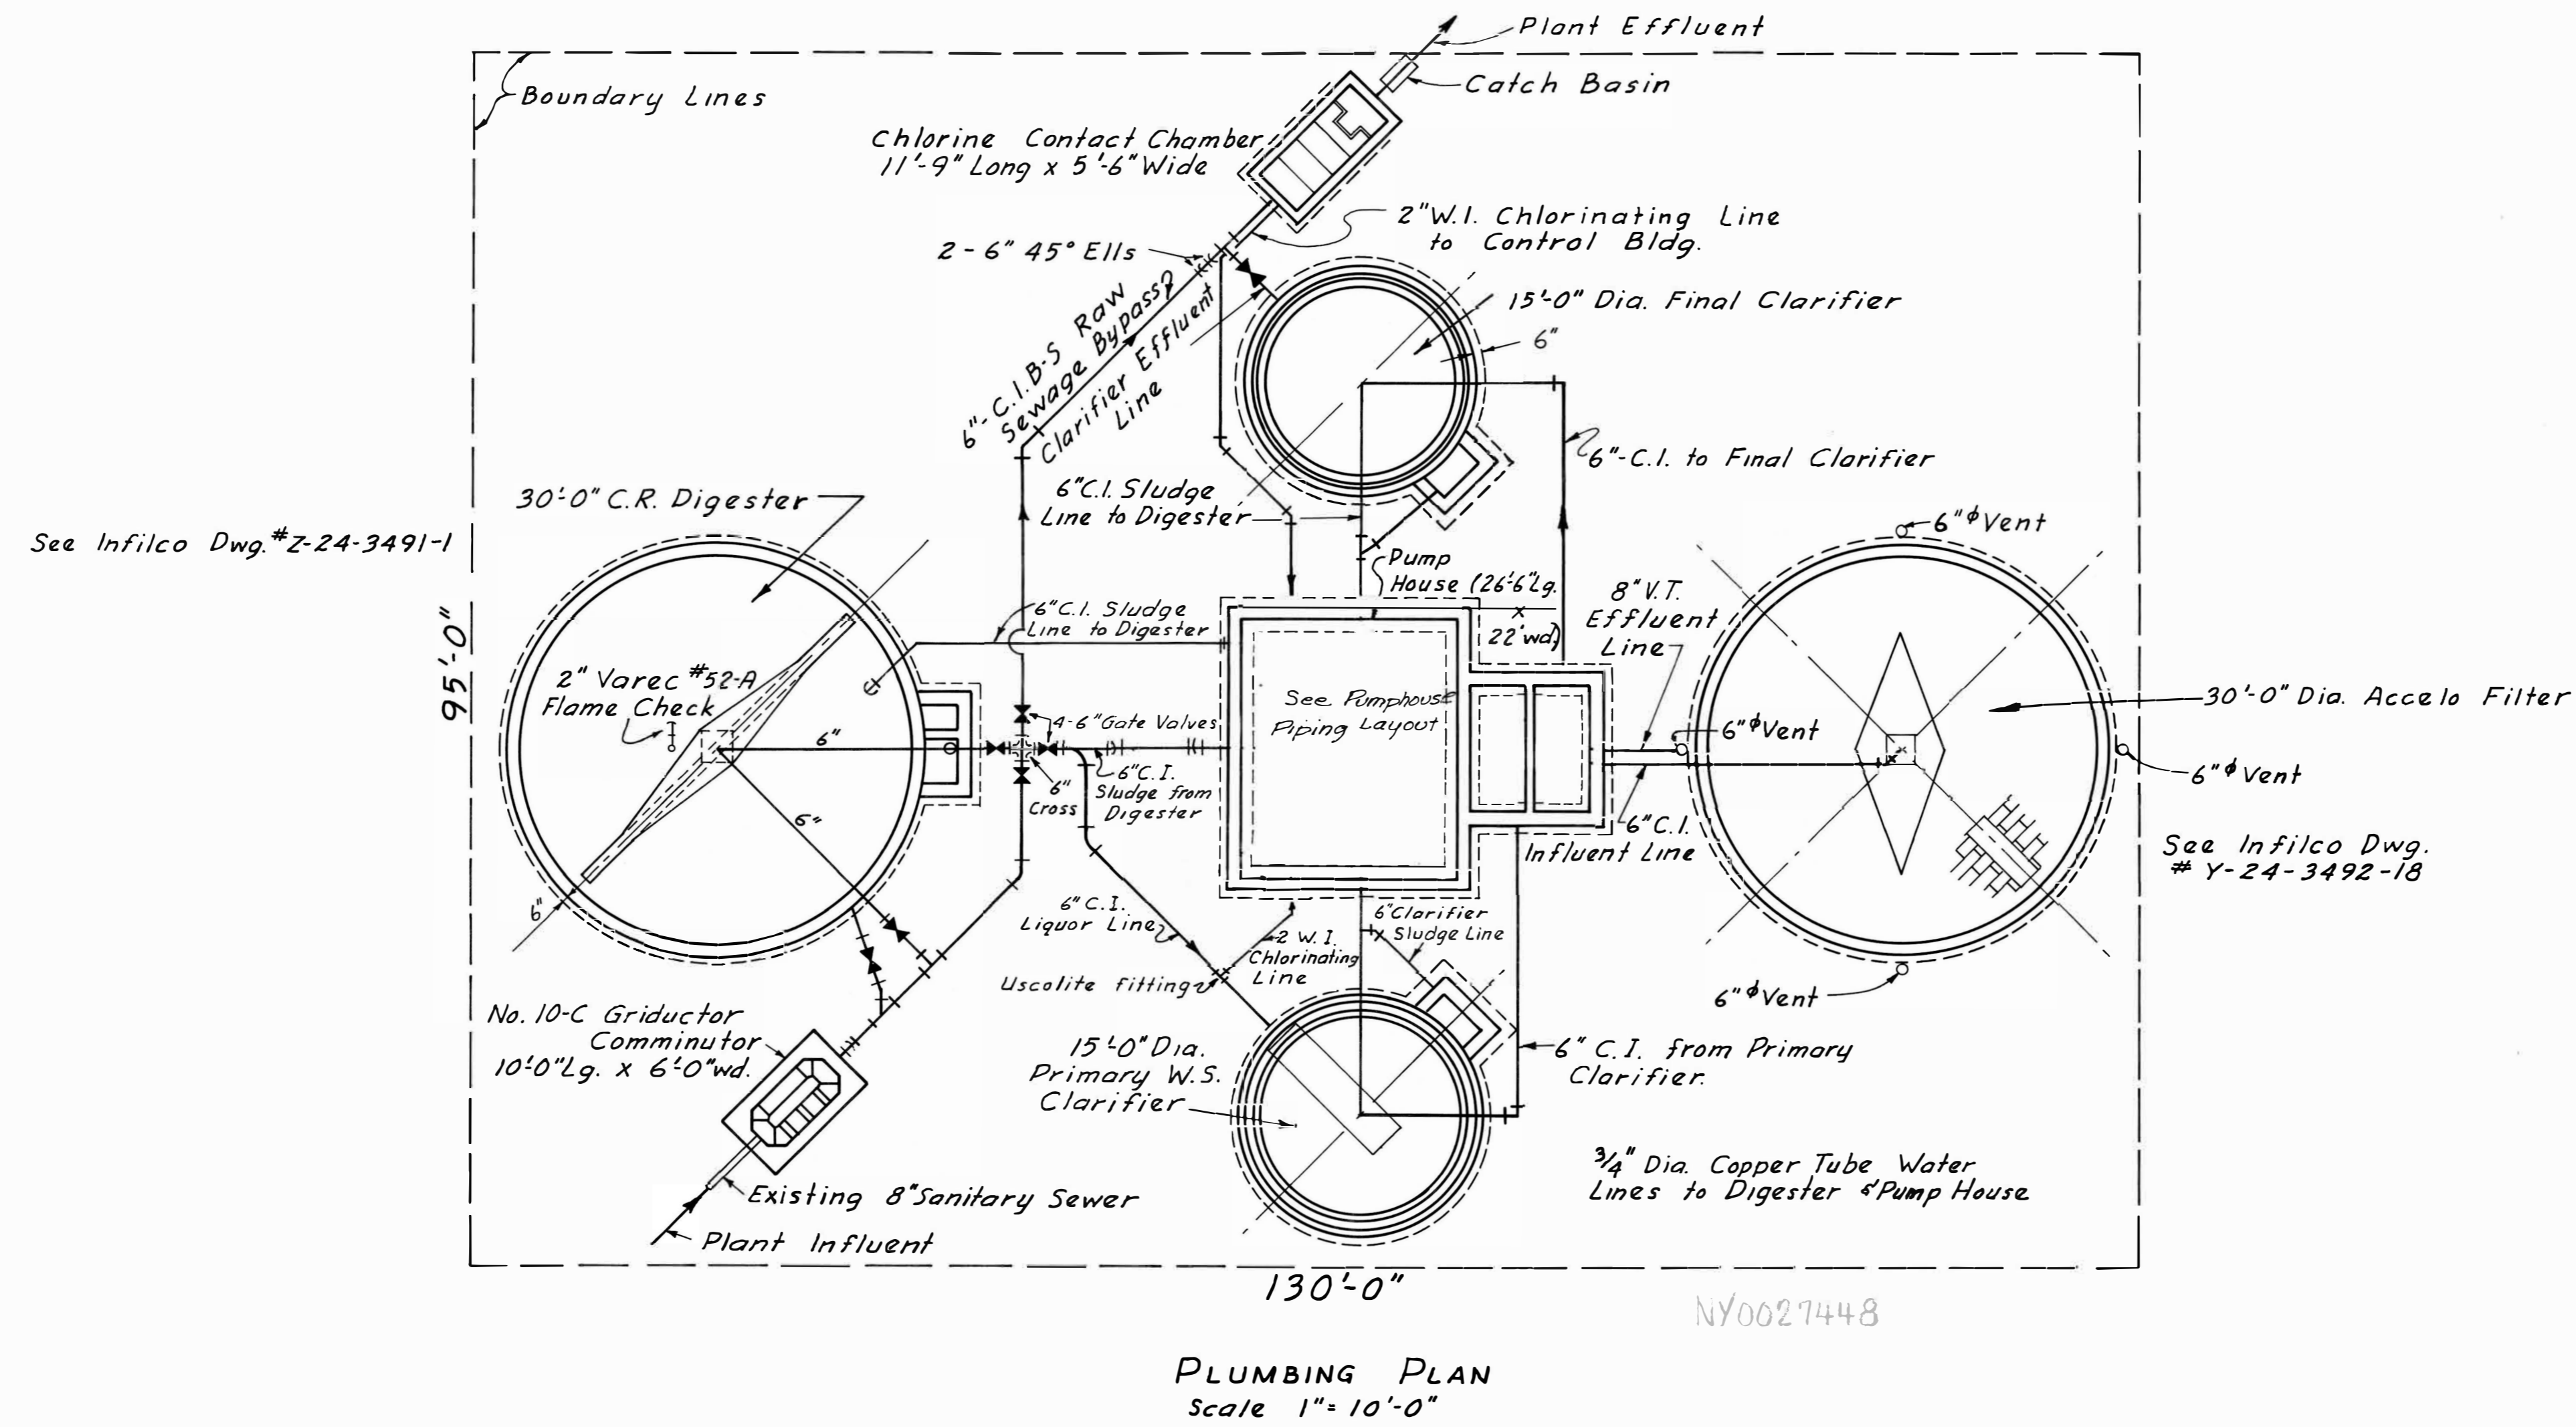 Plant Effluent
Catch Basin
Boundary Lines
Chlorine Contact Chamber
11'-9" Long x 5'-6" Wide
2" W.I. Chlorinating Line
to Control Bldg.
2 - 6" 45° Ells
15'-0" Dia. Final Clarifier
6"
6"- C.I.B-S Raw
Sewage Bypass
Clarifier Effluent
Line
6"-C.I. to Final Clarifier
30'-0" C.R. Digester
6" C.I. Sludge
Line to Digester
See Infilco Dwg. #Z-24-3491-1
6" ϕ Vent
Pump
House (26'-6" Lg.
x
22' wd)
8" V.T.
Effluent
Line
6" C.I. Sludge
Line to Digester
95'-0"
2" Varec #52-A
Flame Check
See Pumphouse
Piping Layout
30'-0" Dia. Accelo Filter
4-6" Gate Valves
6"
6" ϕ Vent
6" ϕ Vent
6"
Cross
6" C.I.
Sludge from
Digester
6"
6" C.I.
Influent Line
See Infilco Dwg.
# Y-24-3492-18
6"
6" C.I.
Liquor Line
6" Clarifier
Sludge Line
2 W.I.
Chlorinating
Line
Uscolite fitting
6" ϕ Vent
No. 10-C Griductor
Comminutor
10'-0" Lg. x 6'-0" wd.
15'-0" Dia.
Primary W.S.
Clarifier
6" C.I. from Primary
Clarifier.
3/4" Dia. Copper Tube Water
Lines to Digester & Pump House
Existing 8" Sanitary Sewer
Plant Influent
130'-0"
NY0027448
PLUMBING PLAN
Scale 1" = 10'-0"